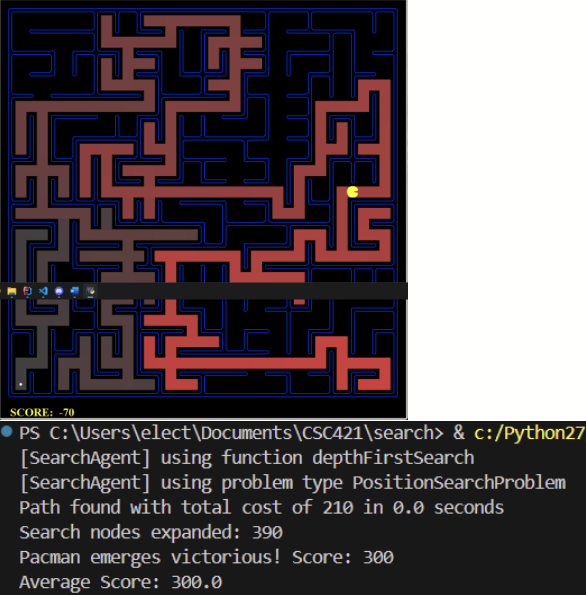 SCORE: -70
PS C:\Users\elect\Documents\CSC421\search> & c:/Python27
[SearchAgent] using function depthFirstSearch
[SearchAgent] using problem type PositionSearchProblem
Path found with total cost of 210 in 0.0 seconds
Search nodes expanded: 390
Pacman emerges victorious! Score: 300
Average Score: 300.0